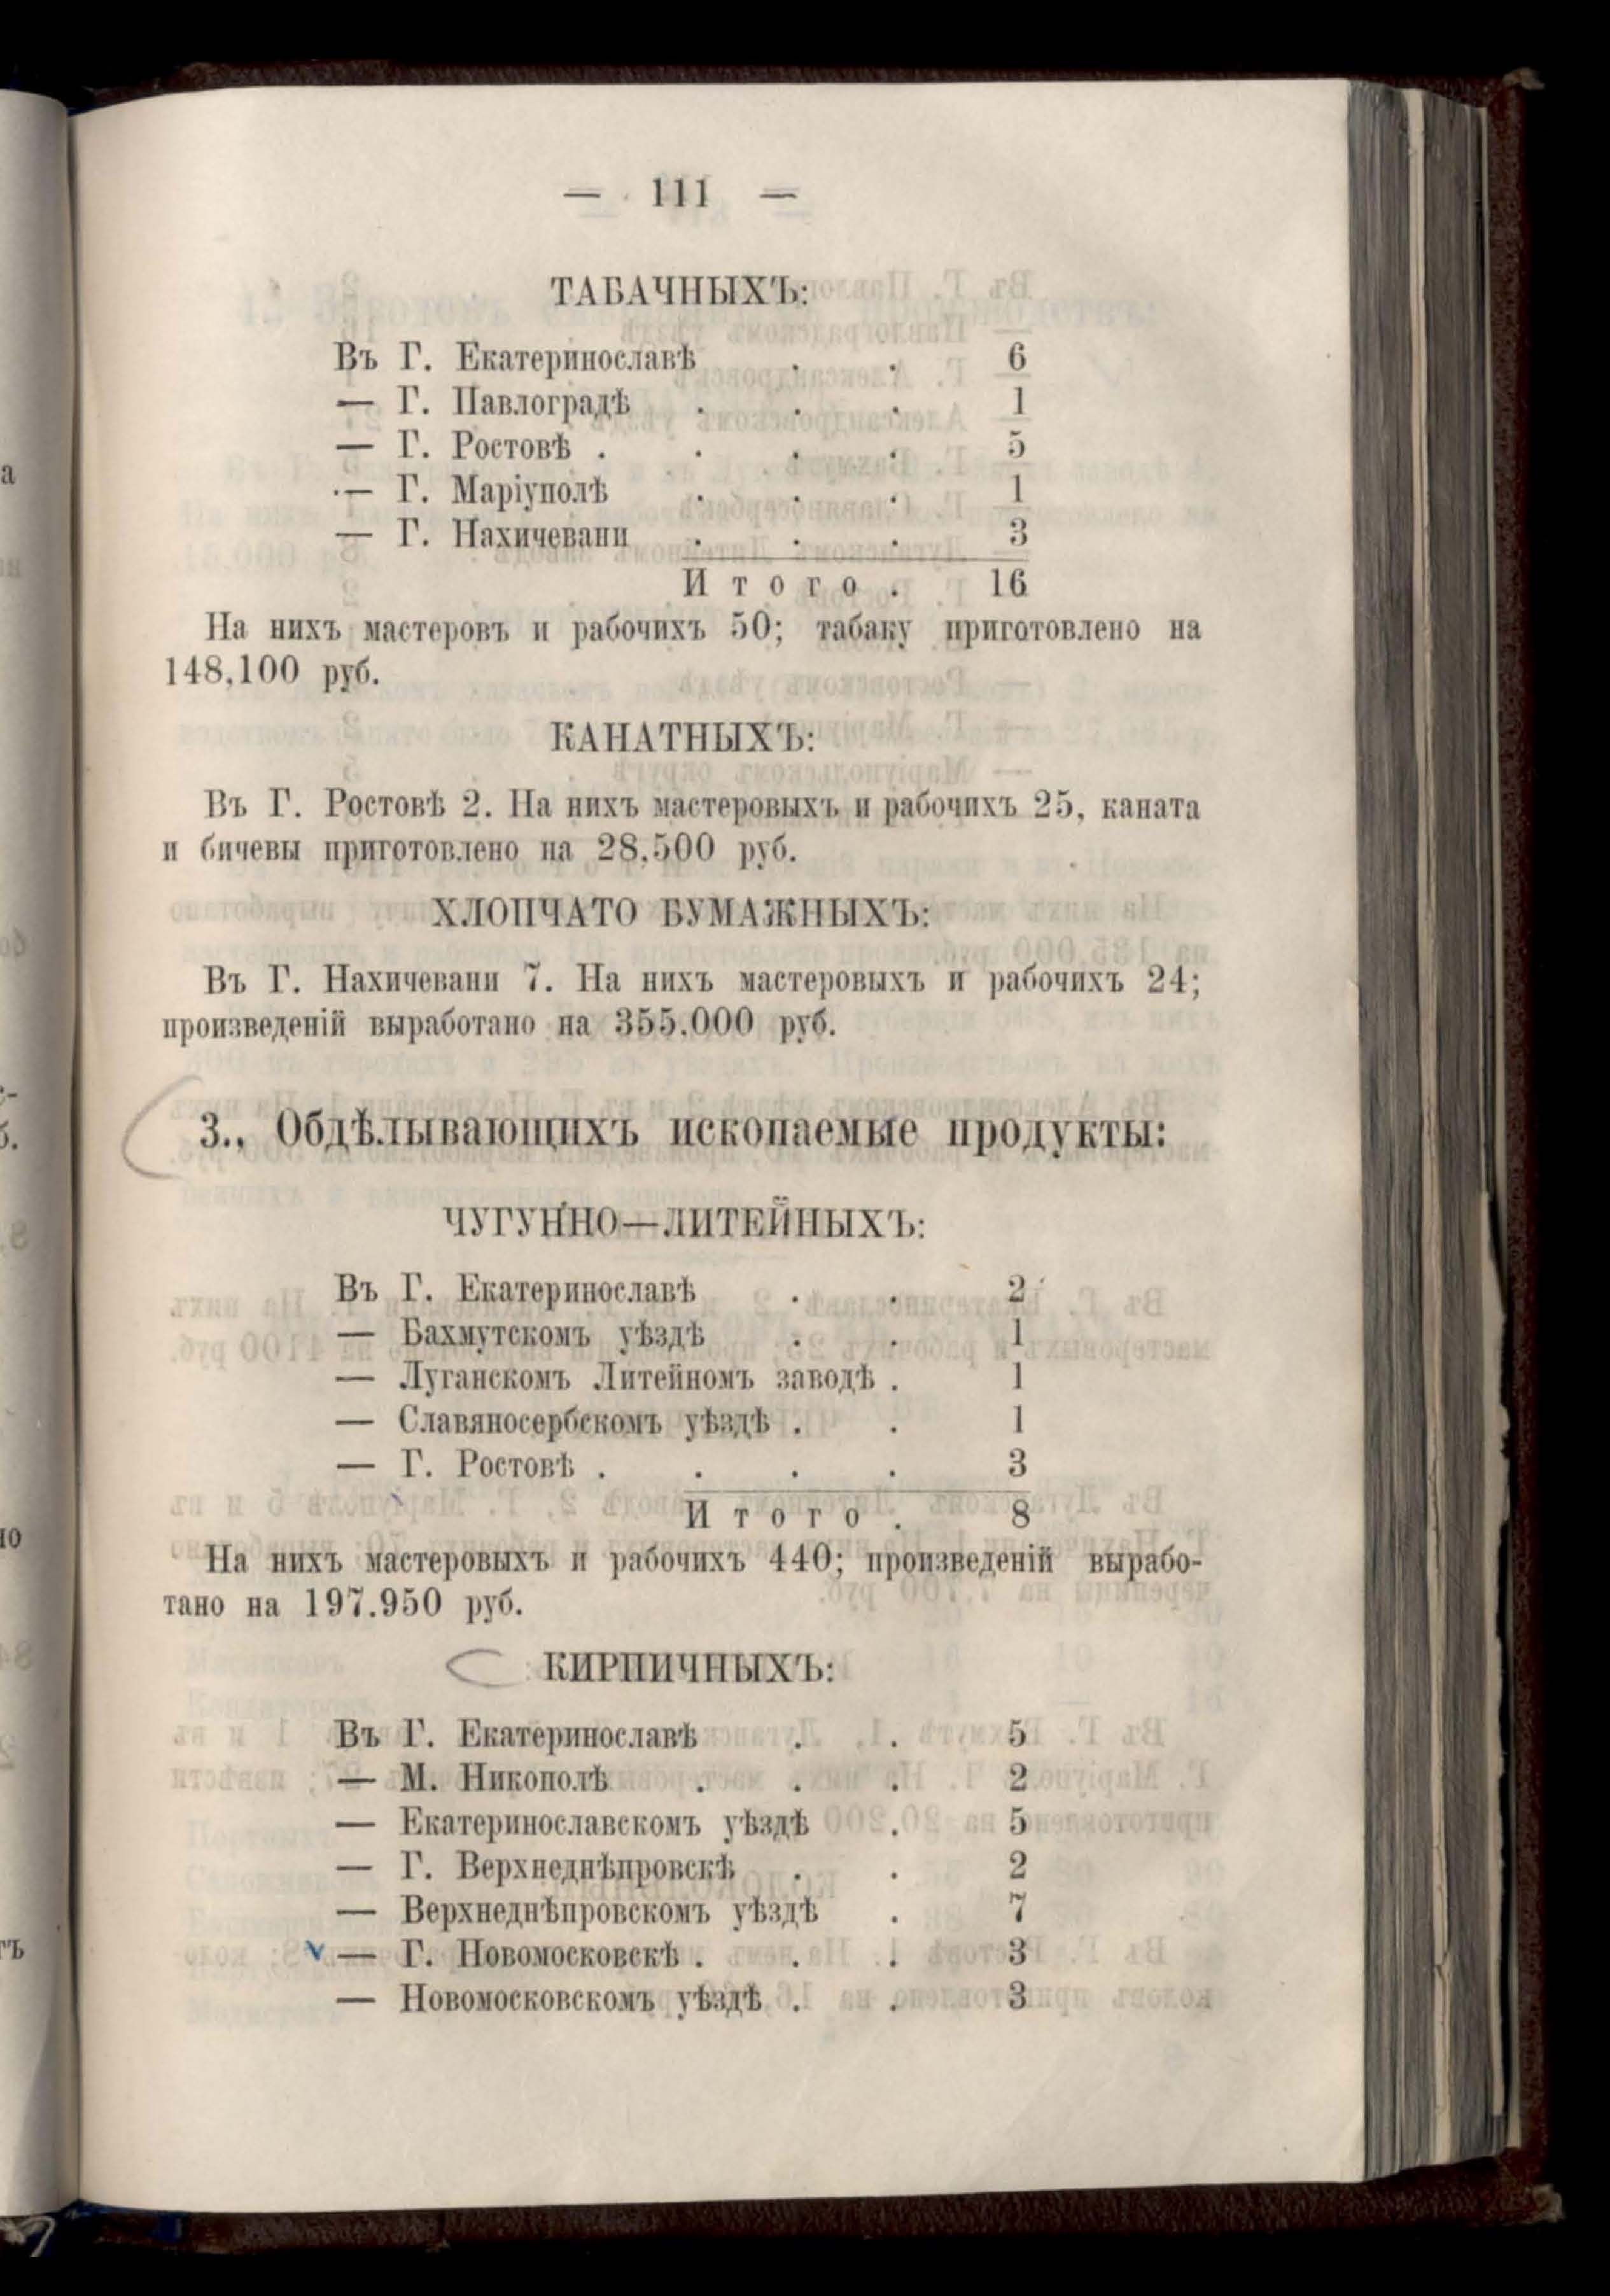 — 111 —
ТАБАЧНЫХЪ:
Въ Г. Екатеринославѣ . . 6
— Г. Павлоградѣ . . . 1
— Г. Ростовѣ . . . . 5
— Г. Маріуполѣ . . . 1
— Г. Нахичевани . . . 3
Итого . 16
На нихъ мастеровъ и рабочихъ 50; табаку приготовлено на
148,100 руб.
КАНАТНЫХЪ:
Въ Г. Ростовѣ 2. На нихъ мастеровыхъ и рабочихъ 25, каната
и бичевы приготовлено на 28,500 руб.
ХЛОПЧАТО БУМАЖНЫХЪ:
Въ Г. Нахичевани 7. На нихъ мастеровыхъ и рабочихъ 24;
произведеній выработано на 355.000 руб.
3., Обдѣлывающихъ ископаемые продукты:
ЧУГУННО—ЛИТЕЙНЫХЪ:
Въ Г. Екатеринославѣ . . 2
— Бахмутскомъ уѣздѣ . . 1
— Луганскомъ Литейномъ заводѣ . 1
— Славяносербскомъ уѣздѣ . . 1
— Г. Ростовѣ . . . . 3
Итого . 8
На нихъ мастеровыхъ и рабочихъ 440; произведеній вырабо-
тано на 197.950 руб.
КИРПИЧНЫХЪ:
Въ Г. Екатеринославѣ . . 5
— М. Никополѣ . . . 2
— Екатеринославскомъ уѣздѣ . 5
— Г. Верхнеднѣпровскѣ . . 2
— Верхнеднѣпровскомъ уѣздѣ . 7
— Г. Новомосковскѣ . . . 3
— Новомосковскомъ уѣздѣ . . 3